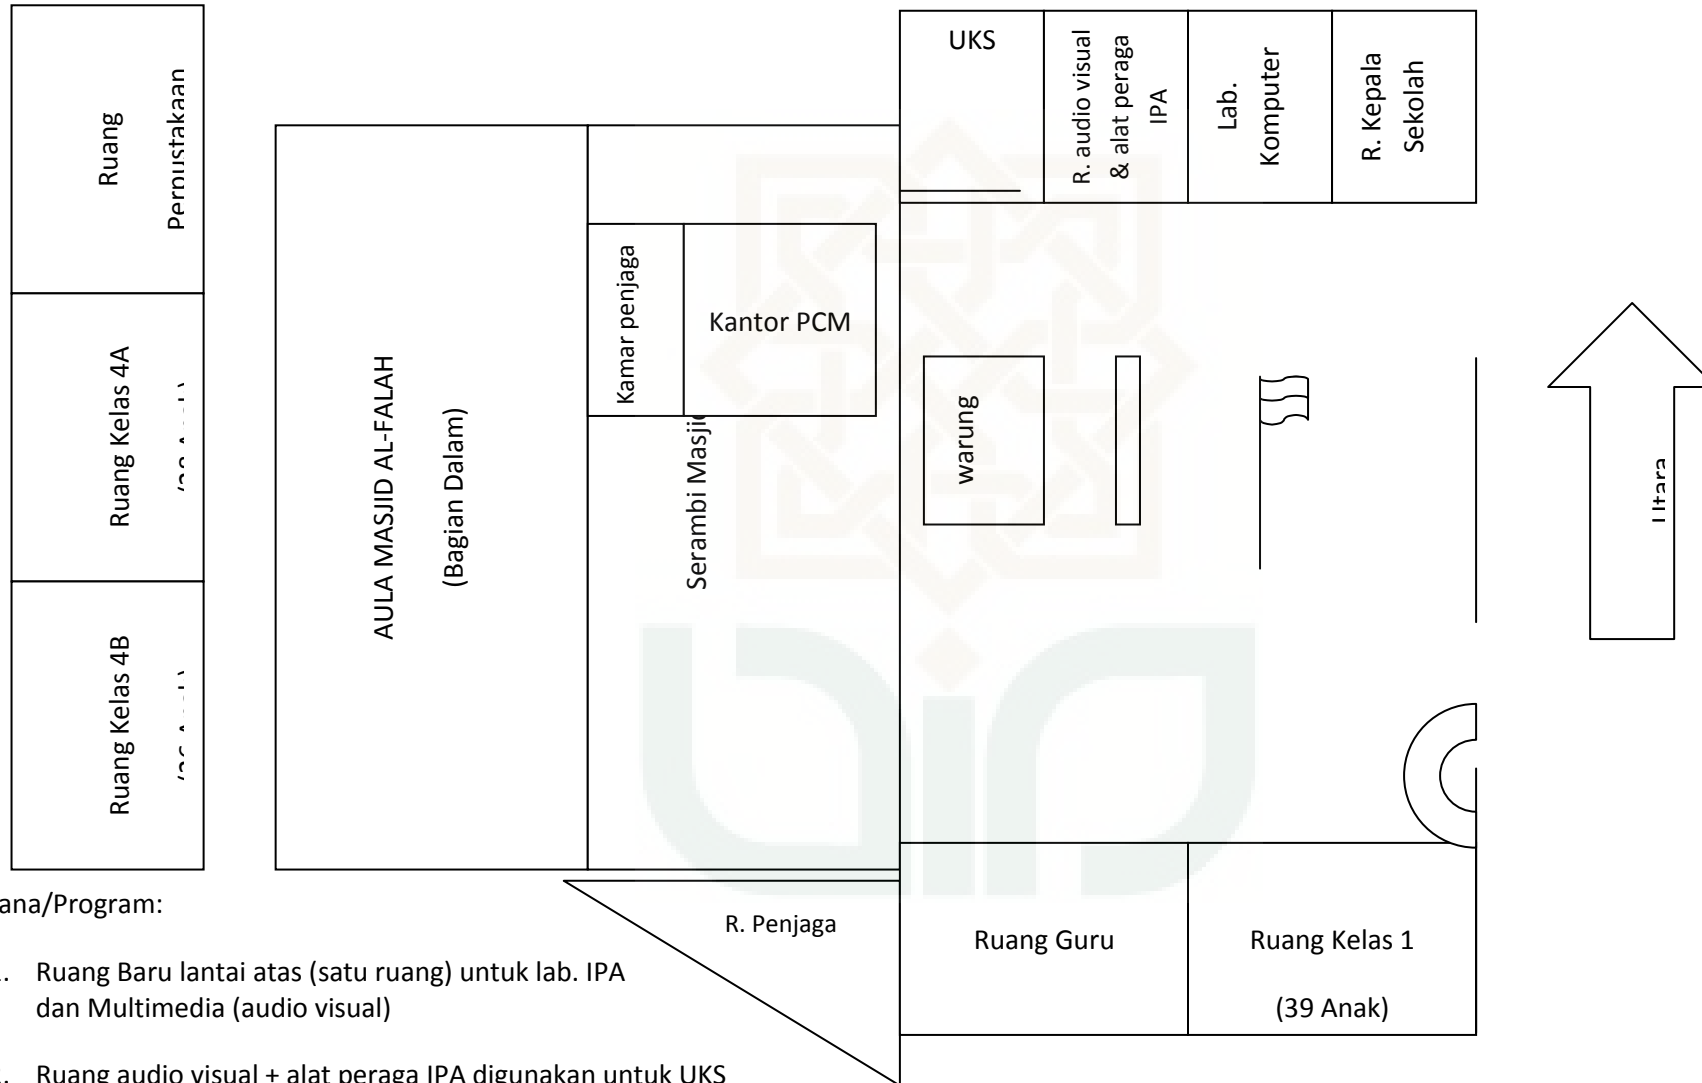 UKS
R. audio visual
& alat peraga
IPA
Lab.
Komputer
R. Kepala
Sekolah
Ruang
Perpustakaan
Kamar penjaga
Kantor PCM
Ruang Kelas 4A
AULA MASJID AL-FALAH
(Bagian Dalam)
Serambi Masjid
warung
Utara
Ruang Kelas 4B
R. Penjaga
Ruang Guru
Ruang Kelas 1
(39 Anak)
ana/Program:
Ruang Baru lantai atas (satu ruang) untuk lab. IPA
dan Multimedia (audio visual)
Ruang audio visual + alat peraga IPA digunakan untuk UKS